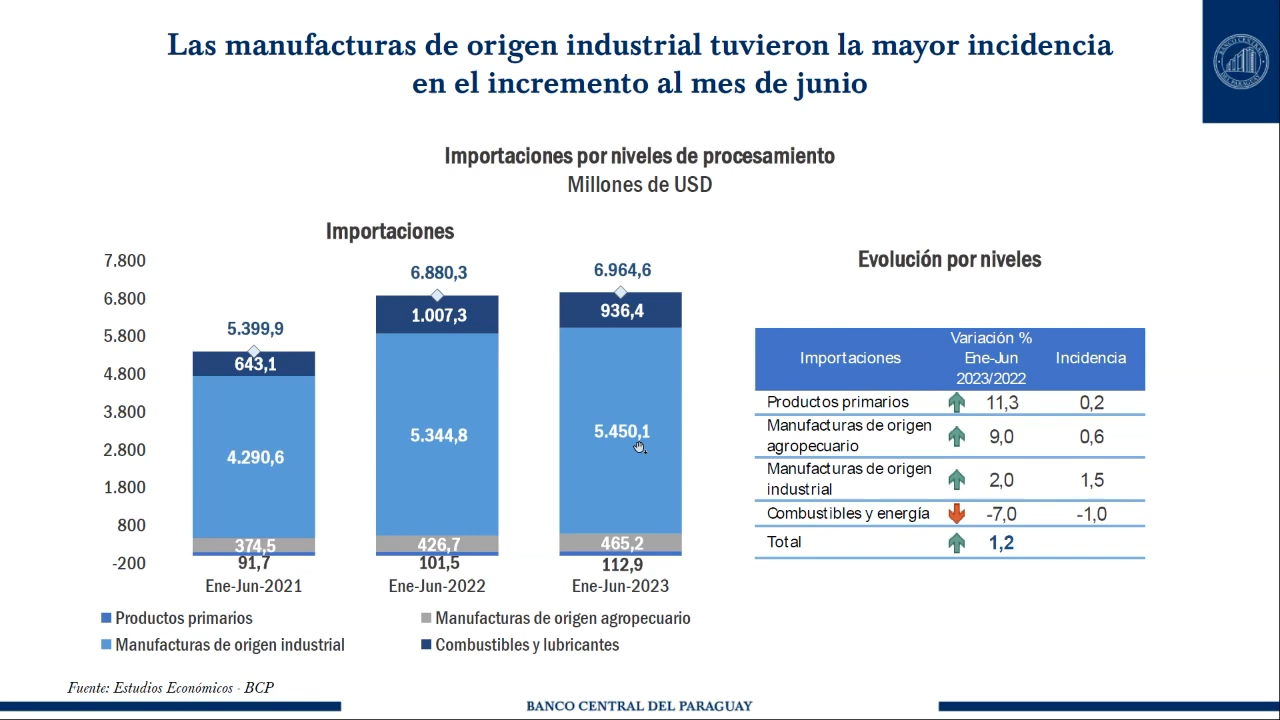 Las manufacturas de origen industrial tuvieron la mayor incidencia
en el incremento al mes de junio
BANCO CENTRAL
DEL PARAGUAY
Importaciones por niveles de procesamiento
Millones de USD
Importaciones
7.800
6.800
5.800
4.800
3.800
2.800
1.800
800
-200
5.399,9
643,1
4.290,6
374,5
91,7
Ene-Jun-2021
6.880,3
1.007,3
5.344,8
426,7
101,5
Ene-Jun-2022
6.964,6
936,4
5.450,1
465,2
112,9
Ene-Jun-2023
Productos primarios
Manufacturas de origen agropecuario
Manufacturas de origen industrial
Combustibles y lubricantes
Evolución por niveles
Importaciones
Variación %
Ene-Jun
2023/2022
Incidencia
Productos primarios 11,3 0,2
Manufacturas de origen
agropecuario 9,0 0,6
Manufacturas de origen
industrial 2,0 1,5
Combustibles y energía -7,0 -1,0
Total 1,2
Fuente: Estudios Económicos - BCP
BANCO CENTRAL DEL PARAGUAY